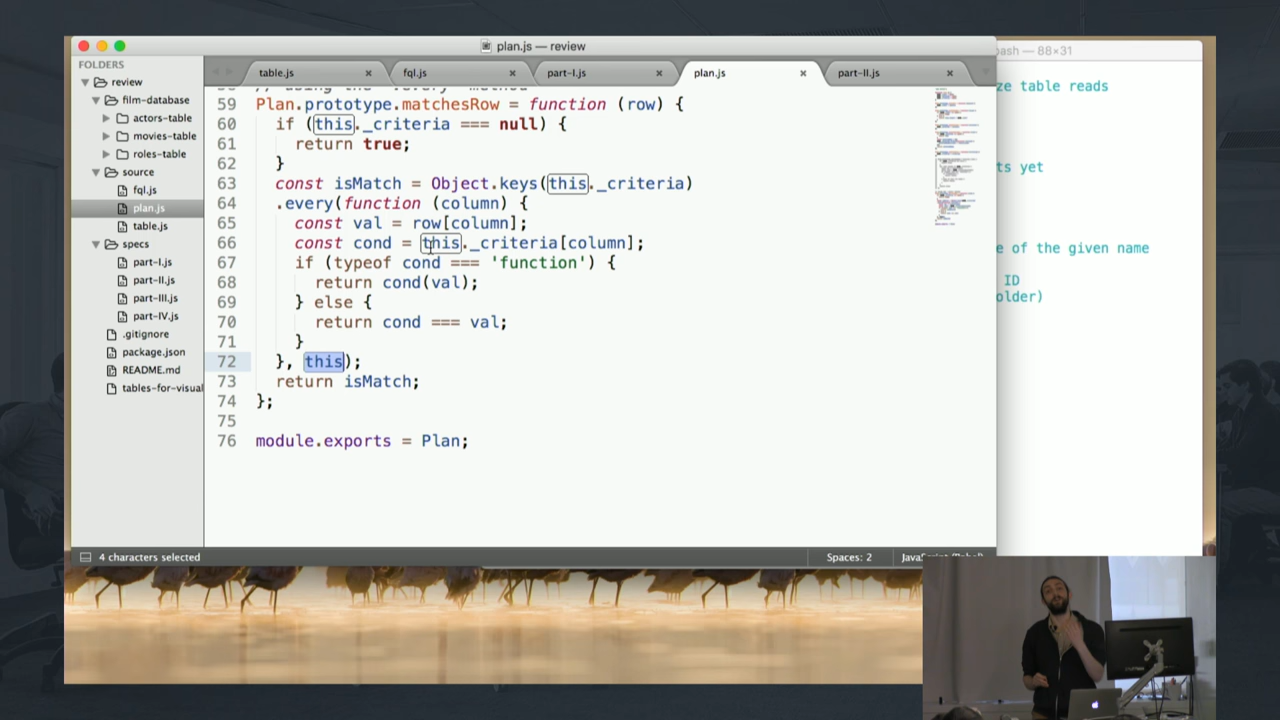 plan.js — review
bash — 88×31
FOLDERS
review
film-database
actors-table
movies-table
roles-table
source
fql.js
plan.js
table.js
specs
part-I.js
part-II.js
part-III.js
part-IV.js
.gitignore
package.json
README.md
tables-for-visual
table.js
fql.js
part-I.js
plan.js
part-II.js
59 Plan.prototype.matchesRow = function (row) {
60 if (this._criteria === null) {
61 return true;
62 }
63 const isMatch = Object.keys(this._criteria)
64 .every(function (column) {
65 const val = row[column];
66 const cond = this._criteria[column];
67 if (typeof cond === 'function') {
68 return cond(val);
69 } else {
70 return cond === val;
71 }
72 }, this);
73 return isMatch;
74 };
75
76 module.exports = Plan;
ze table reads
ts yet
e of the given name
ID
older)
4 characters selected
Spaces: 2